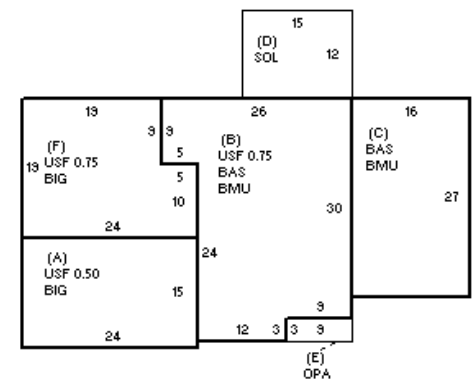 15
(D)
SOL
12
19
26
16
9 9
(F)
USF 0.75
BIG
19
5
5
10
24
(B)
USF 0.75
BAS
BMU
30
(C)
BAS
BMU
27
(A)
USF 0.50
BIG
15
24
24
9
12
3 3 9
(E)
OPA